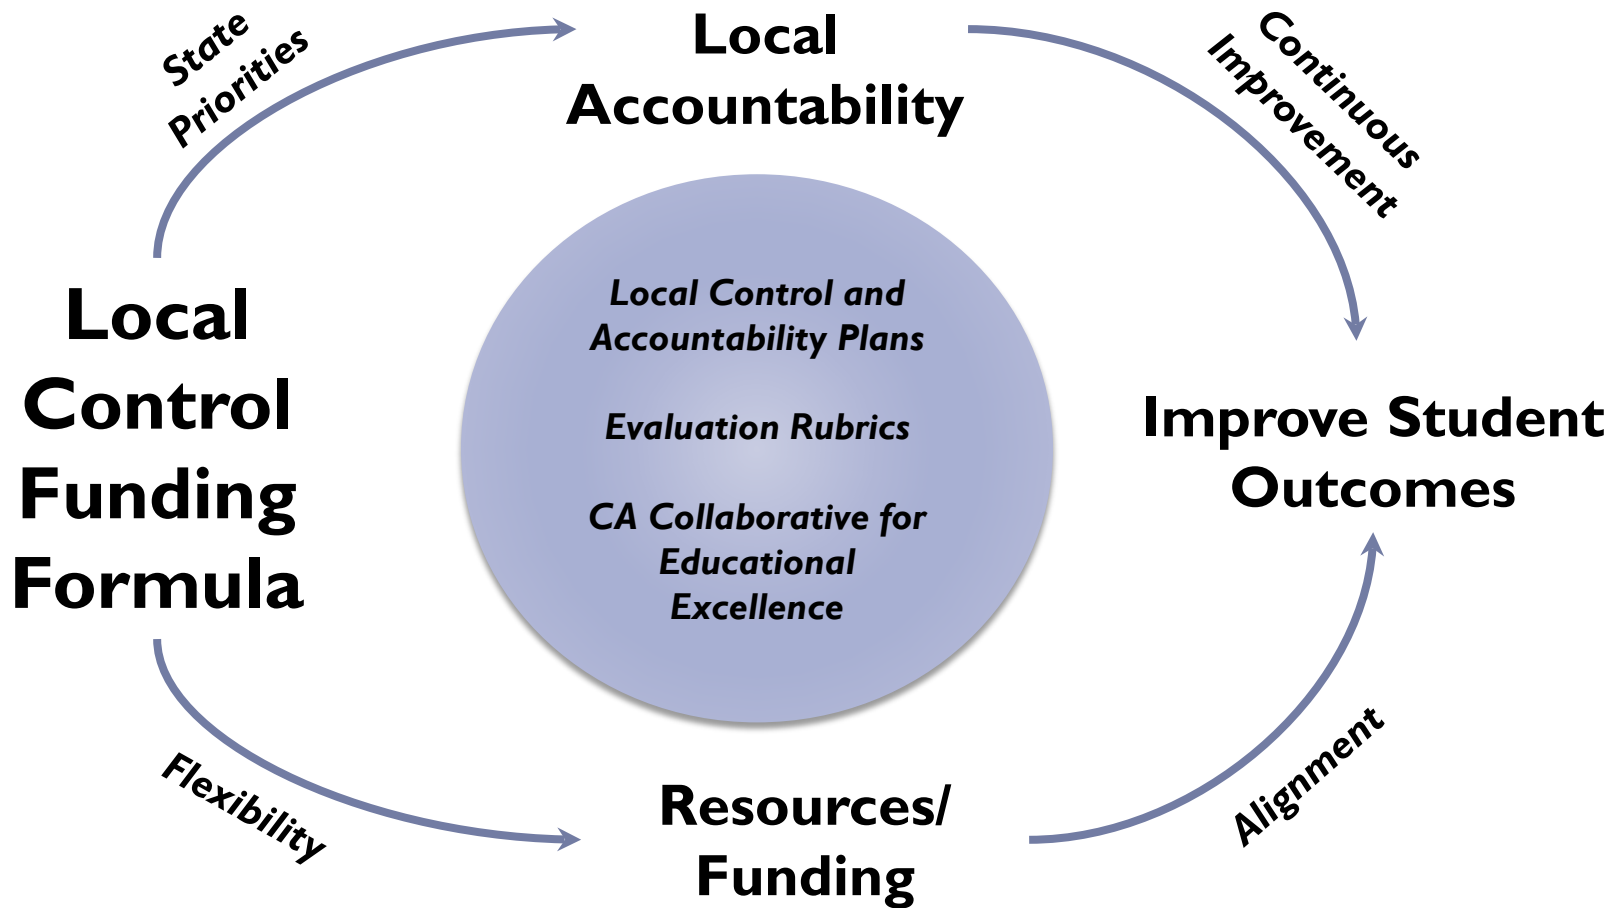 State
Priorities
Local
Accountability
Continuous
Improvement
Local
Control
Funding
Formula
Local Control and
Accountability Plans
Evaluation Rubrics
CA Collaborative for
Educational
Excellence
Improve Student
Outcomes
Flexibility
Resources/
Funding
Alignment